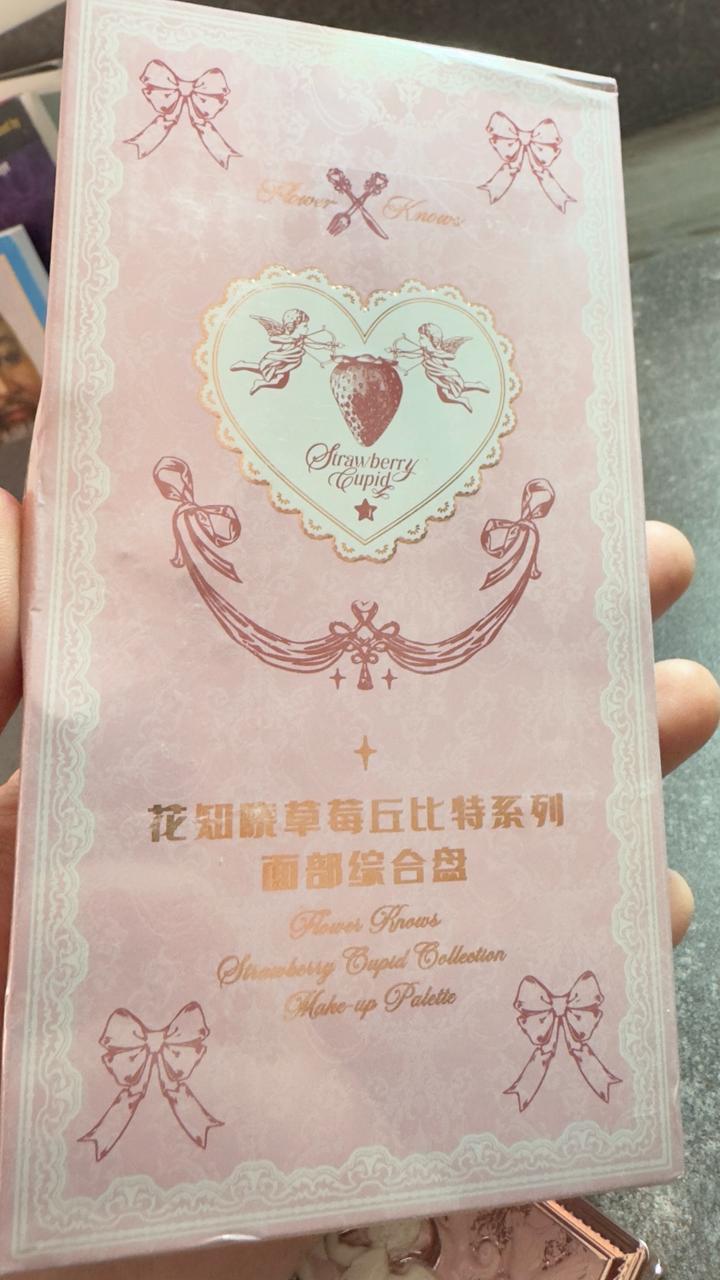 Flower Knows
Strawberry
Cupid
花知晓草莓丘比特系列
面部综合盘
Flower Knows
Strawberry Cupid Collection
Make-up Palette